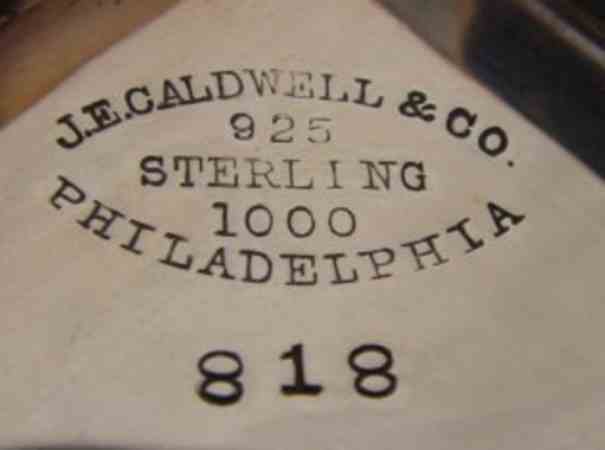 J.E.CALDWELL & CO.
925
STERLING
1000
PHILADELPHIA
818